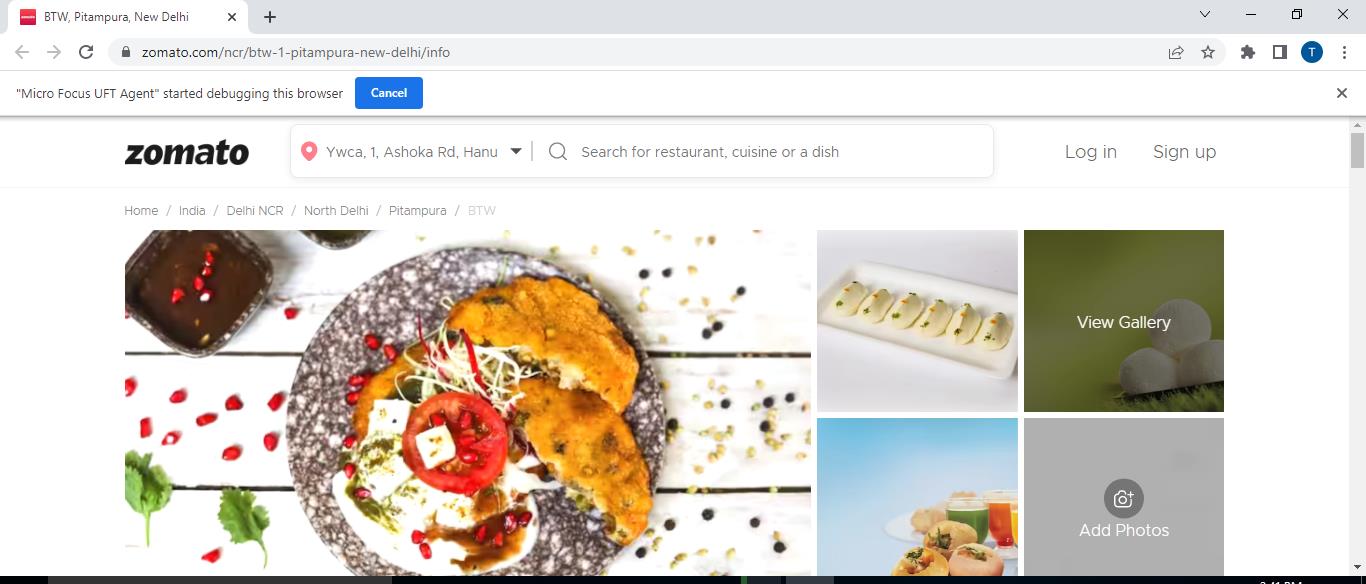 BTW, Pitampura, New Delhi
zomato.com/ncr/btw-1-pitampura-new-delhi/info
T
"Micro Focus UFT Agent" started debugging this browser Cancel
zomato
Ywca, 1, Ashoka Rd, Hanu
Search for restaurant, cuisine or a dish
Log in
Sign up
Home / India / Delhi NCR / North Delhi / Pitampura / BTW
View Gallery
Add Photos